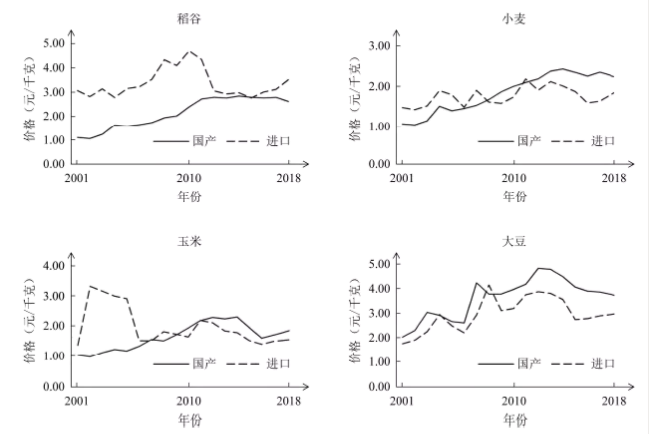 稻谷
价格（元/千克）
5.00
4.00
3.00
2.00
1.00
0.00
国产
进口
2001
2010
2018
年份
小麦
价格（元/千克）
3.00
2.00
1.00
0.00
国产
进口
2001
2010
2018
年份
玉米
价格（元/千克）
4.00
3.00
2.00
1.00
0.00
国产
进口
2001
2010
2018
年份
大豆
价格（元/千克）
5.00
4.00
3.00
2.00
1.00
0.00
国产
进口
2001
2010
2018
年份